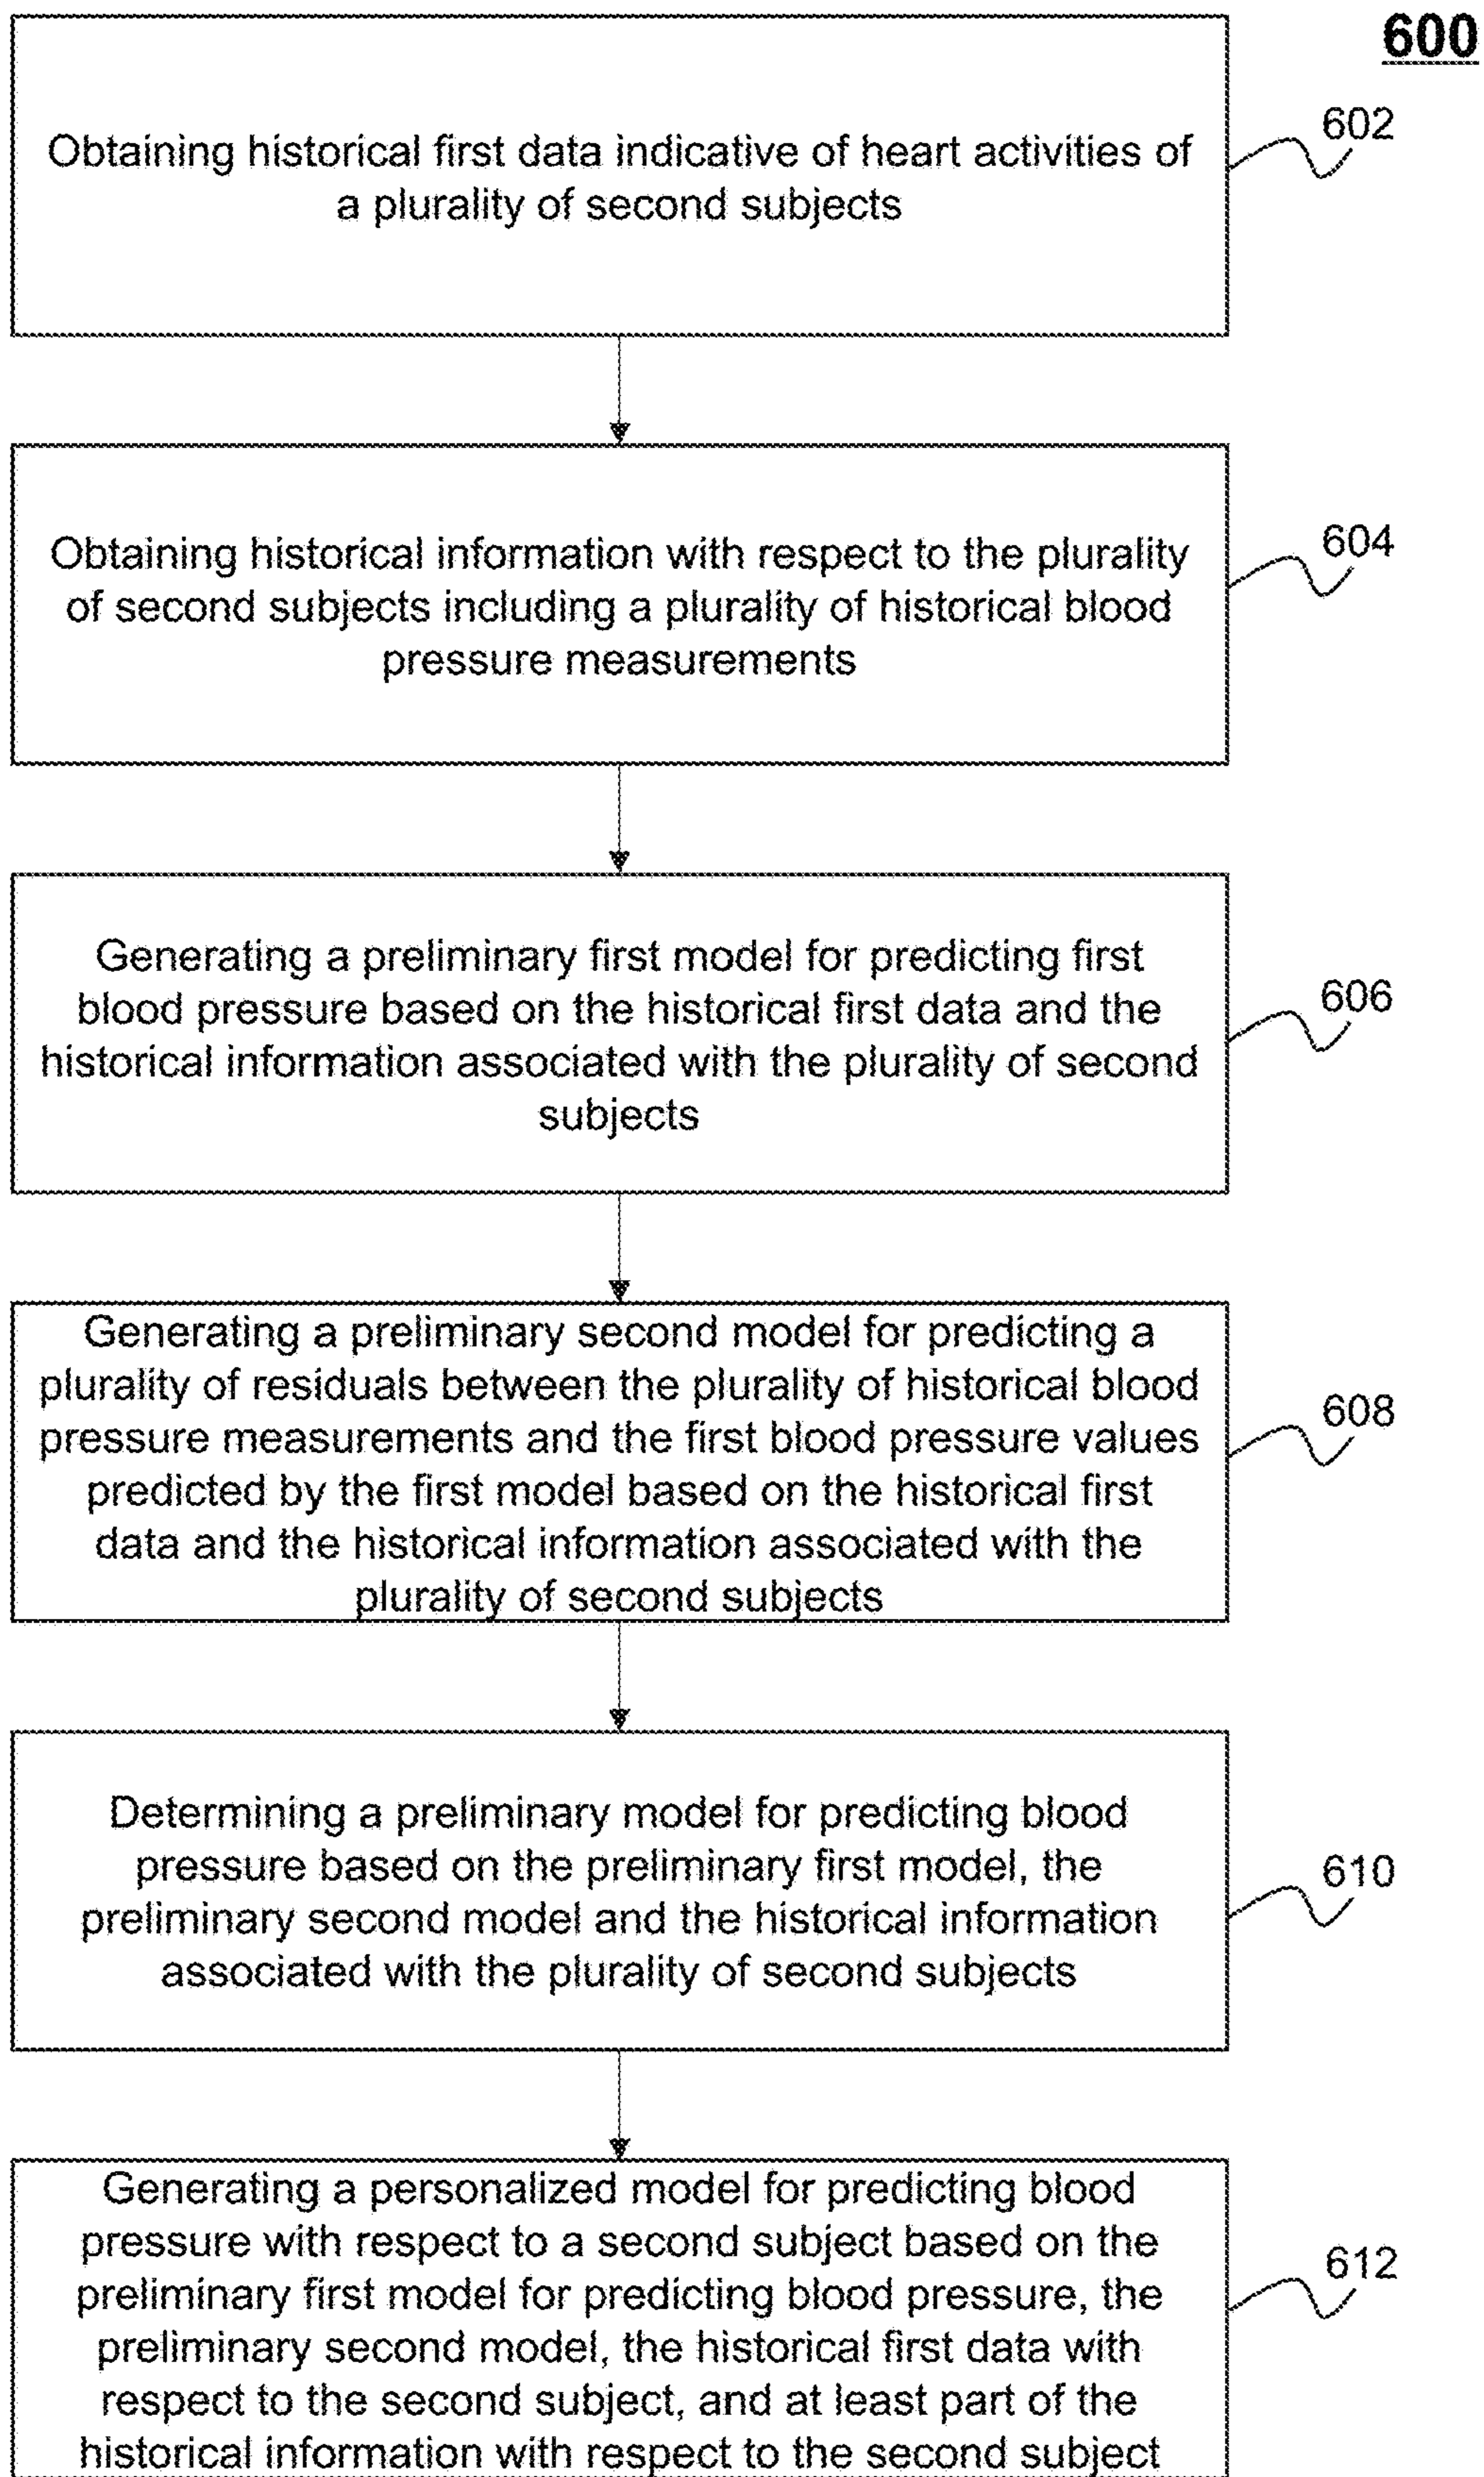 600
Obtaining historical first data indicative of heart activities of
a plurality of second subjects
602
Obtaining historical information with respect to the plurality
of second subjects including a plurality of historical blood
pressure measurements
604
Generating a preliminary first model for predicting first
blood pressure based on the historical first data and the
historical information associated with the plurality of second
subjects
606
Generating a preliminary second model for predicting a
plurality of residuals between the plurality of historical blood
pressure measurements and the first blood pressure values
predicted by the first model based on the historical first
data and the historical information associated with the
plurality of second subjects
608
Determining a preliminary model for predicting blood
pressure based on the preliminary first model, the
preliminary second model and the historical information
associated with the plurality of second subjects
610
Generating a personalized model for predicting blood
pressure with respect to a second subject based on the
preliminary first model for predicting blood pressure, the
preliminary second model, the historical first data with
respect to the second subject, and at least part of the
historical information with respect to the second subject
612